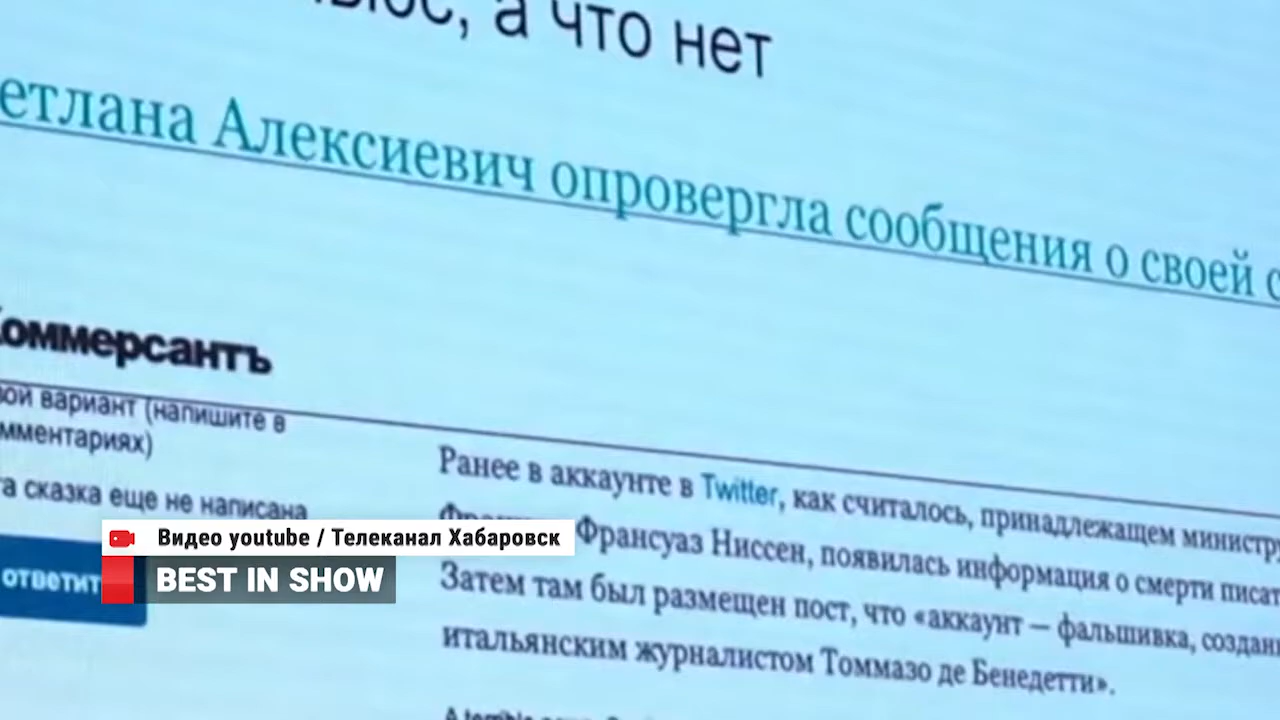 а что нет
етлана Алексиевич опровергла сообщения о своей с
Коммерсантъ
ой вариант (напишите в
мментариях)
а сказка еще не написана
ответит
Ранее в аккаунте в Twitter, как считалось, принадлежащем министру
Франсуаз Ниссен, появилась информация о смерти писат
Затем там был размещен пост, что «аккаунт — фальшивка, создан
итальянским журналистом Томмазо де Бенедетти».
Видео youtube / Телеканал Хабаровск
BEST IN SHOW